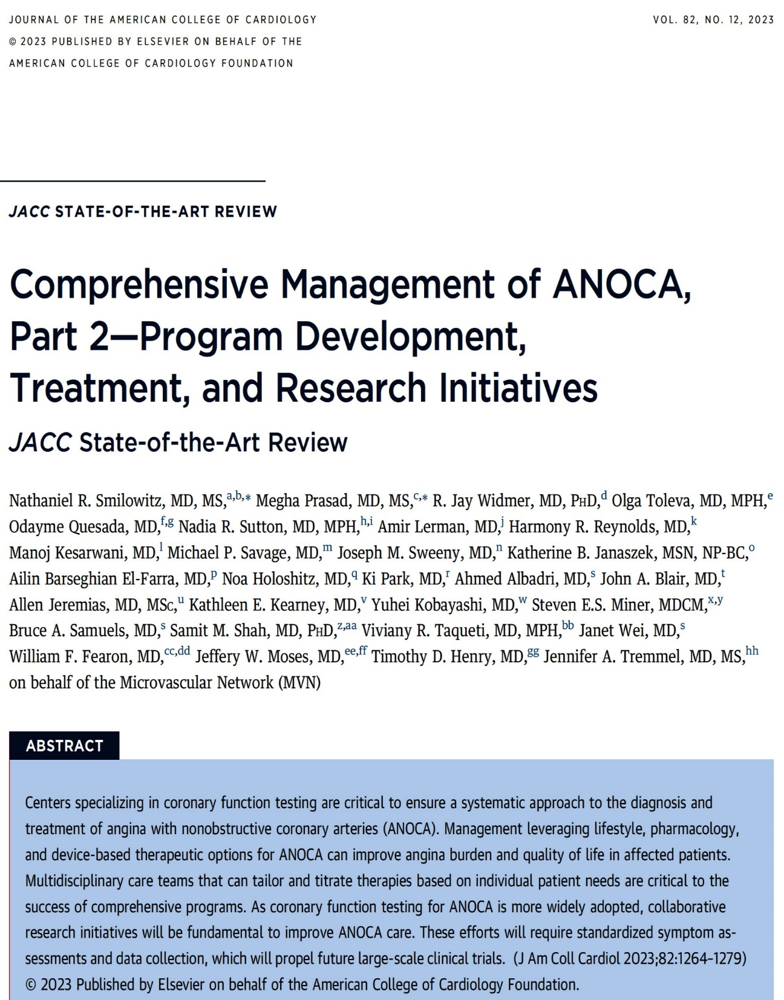 JOURNAL OF THE AMERICAN COLLEGE OF CARDIOLOGY
VOL. 82, NO. 12, 2023
© 2023 PUBLISHED BY ELSEVIER ON BEHALF OF THE
AMERICAN COLLEGE OF CARDIOLOGY FOUNDATION
JACC STATE-OF-THE-ART REVIEW
Comprehensive Management of ANOCA,
Part 2—Program Development,
Treatment, and Research Initiatives
JACC State-of-the-Art Review
Nathaniel R. Smilowitz, MD, MS,a,b,* Megha Prasad, MD, MS,c,* R. Jay Widmer, MD, PHD,d Olga Toleva, MD, MPH,e
Odayme Quesada, MD,f,g Nadia R. Sutton, MD, MPH,h,i Amir Lerman, MD,j Harmony R. Reynolds, MD,k
Manoj Kesarwani, MD,l Michael P. Savage, MD,m Joseph M. Sweeny, MD,n Katherine B. Janaszek, MSN, NP-BC,o
Ailin Barseghian El-Farra, MD,p Noa Holoshitz, MD,q Ki Park, MD,r Ahmed Albadri, MD,s John A. Blair, MD,t
Allen Jeremias, MD, MSC,u Kathleen E. Kearney, MD,v Yuhei Kobayashi, MD,w Steven E.S. Miner, MDCM,x,y
Bruce A. Samuels, MD,s Samit M. Shah, MD, PHD,z,aa Viviany R. Taqueti, MD, MPH,bb Janet Wei, MD,s
William F. Fearon, MD,cc,dd Jeffery W. Moses, MD,ee,ff Timothy D. Henry, MD,gg Jennifer A. Tremmel, MD, MS,hh
on behalf of the Microvascular Network (MVN)
ABSTRACT
Centers specializing in coronary function testing are critical to ensure a systematic approach to the diagnosis and
treatment of angina with nonobstructive coronary arteries (ANOCA). Management leveraging lifestyle, pharmacology,
and device-based therapeutic options for ANOCA can improve angina burden and quality of life in affected patients.
Multidisciplinary care teams that can tailor and titrate therapies based on individual patient needs are critical to the
success of comprehensive programs. As coronary function testing for ANOCA is more widely adopted, collaborative
research initiatives will be fundamental to improve ANOCA care. These efforts will require standardized symptom as-
sessments and data collection, which will propel future large-scale clinical trials. (J Am Coll Cardiol 2023;82:1264–1279)
© 2023 Published by Elsevier on behalf of the American College of Cardiology Foundation.